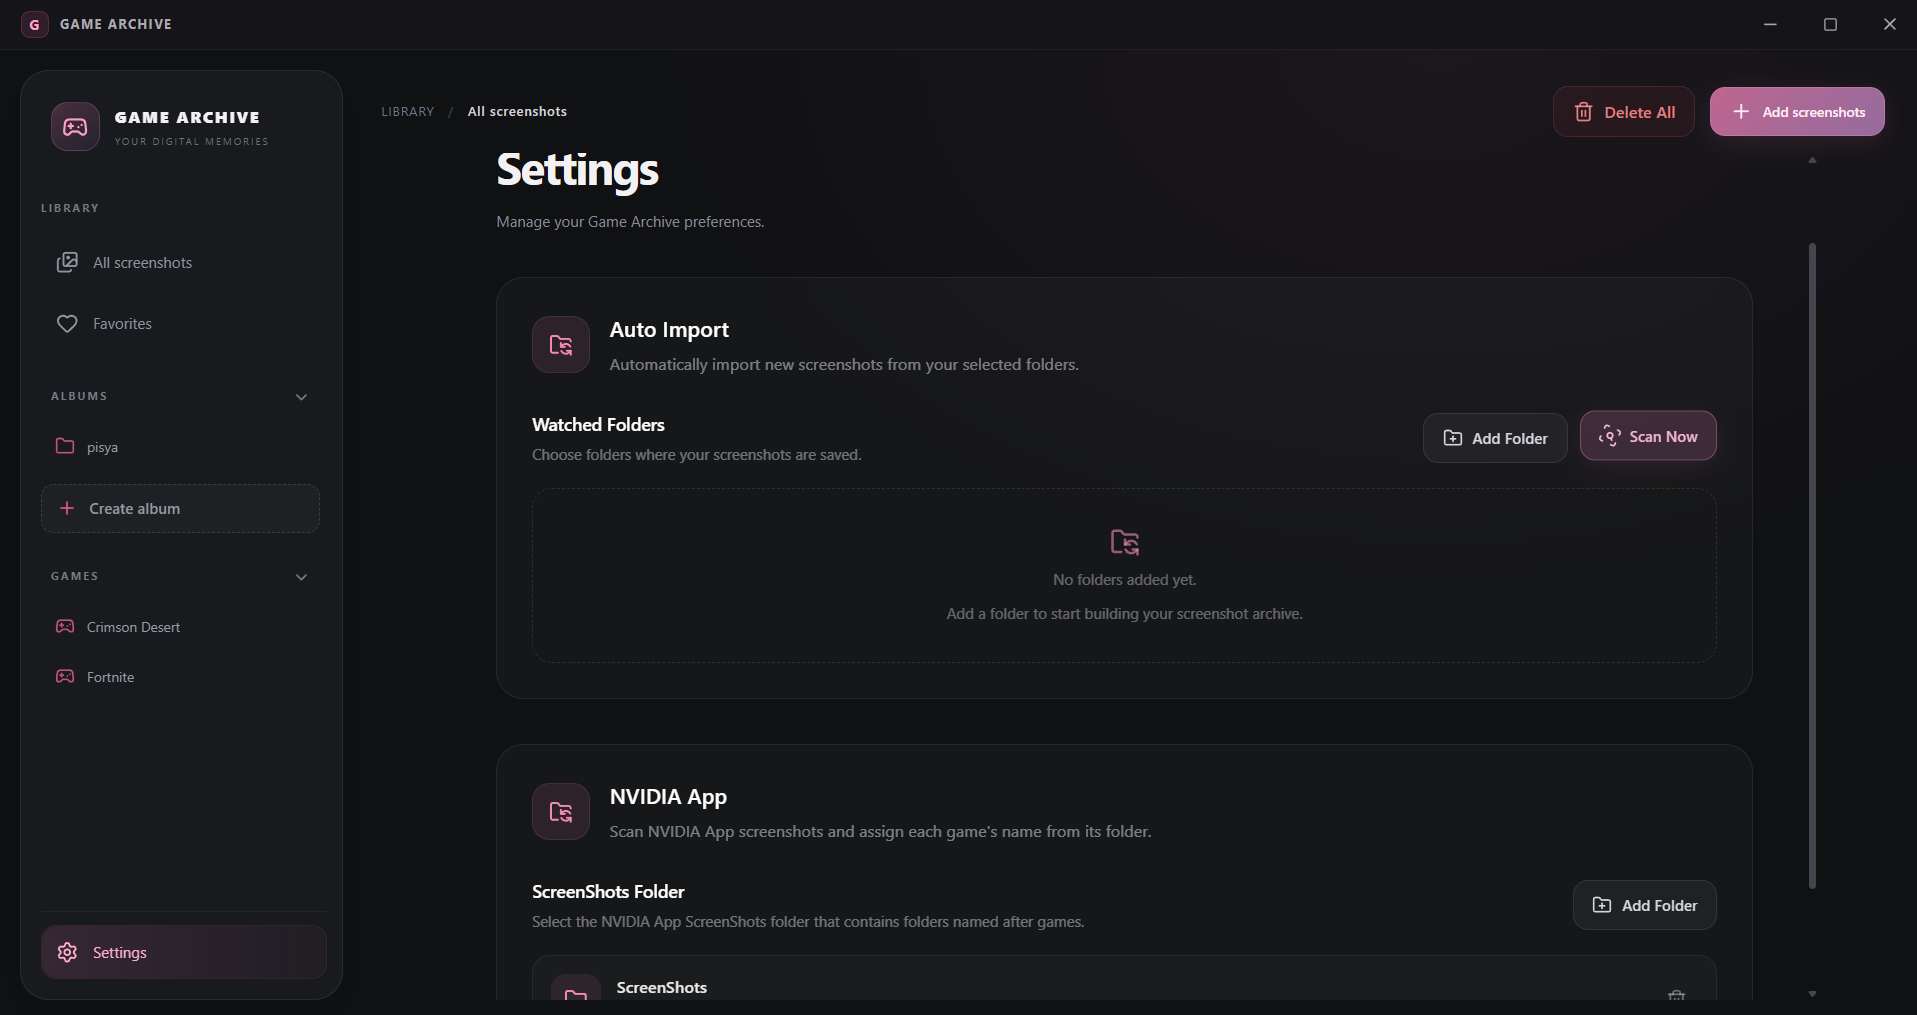 G GAME ARCHIVE
GAME ARCHIVE
YOUR DIGITAL MEMORIES
LIBRARY
All screenshots
Favorites
ALBUMS
pisya
Create album
GAMES
Crimson Desert
Fortnite
Settings
LIBRARY / All screenshots
Delete All
Add screenshots
Settings
Manage your Game Archive preferences.
Auto Import
Automatically import new screenshots from your selected folders.
Watched Folders
Choose folders where your screenshots are saved.
Add Folder
Scan Now
No folders added yet.
Add a folder to start building your screenshot archive.
NVIDIA App
Scan NVIDIA App screenshots and assign each game's name from its folder.
ScreenShots Folder
Select the NVIDIA App ScreenShots folder that contains folders named after games.
Add Folder
ScreenShots